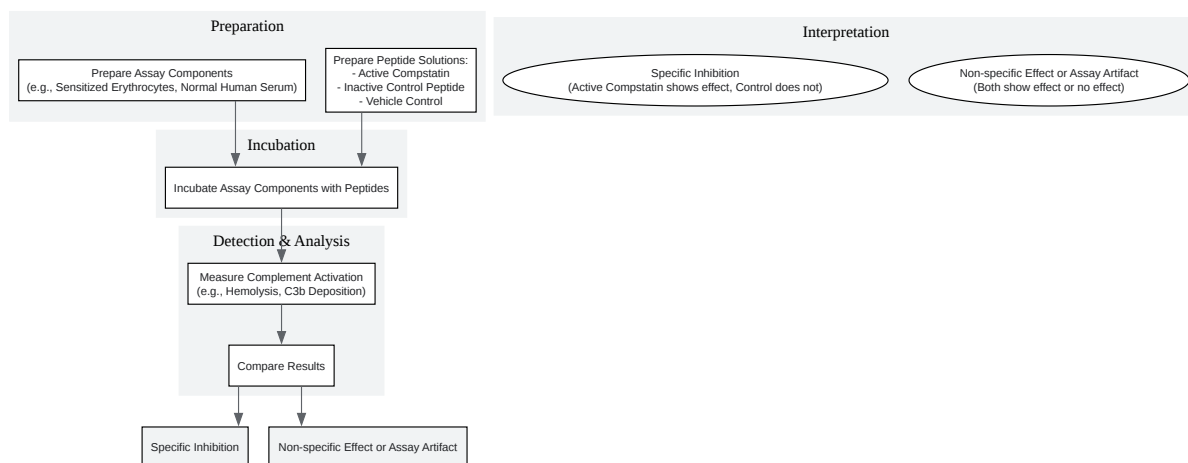 Preparation
Prepare Assay Components
(e.g., Sensitized Erythrocytes, Normal Human Serum)
Prepare Peptide Solutions:
- Active Compstatin
- Inactive Control Peptide
- Vehicle Control
Interpretation
Specific Inhibition
(Active Compstatin shows effect, Control does not)
Non-specific Effect or Assay Artifact
(Both show effect or no effect)
Incubation
Incubate Assay Components with Peptides
Detection & Analysis
Measure Complement Activation
(e.g., Hemolysis, C3b Deposition)
Compare Results
Specific Inhibition
Non-specific Effect or Assay Artifact